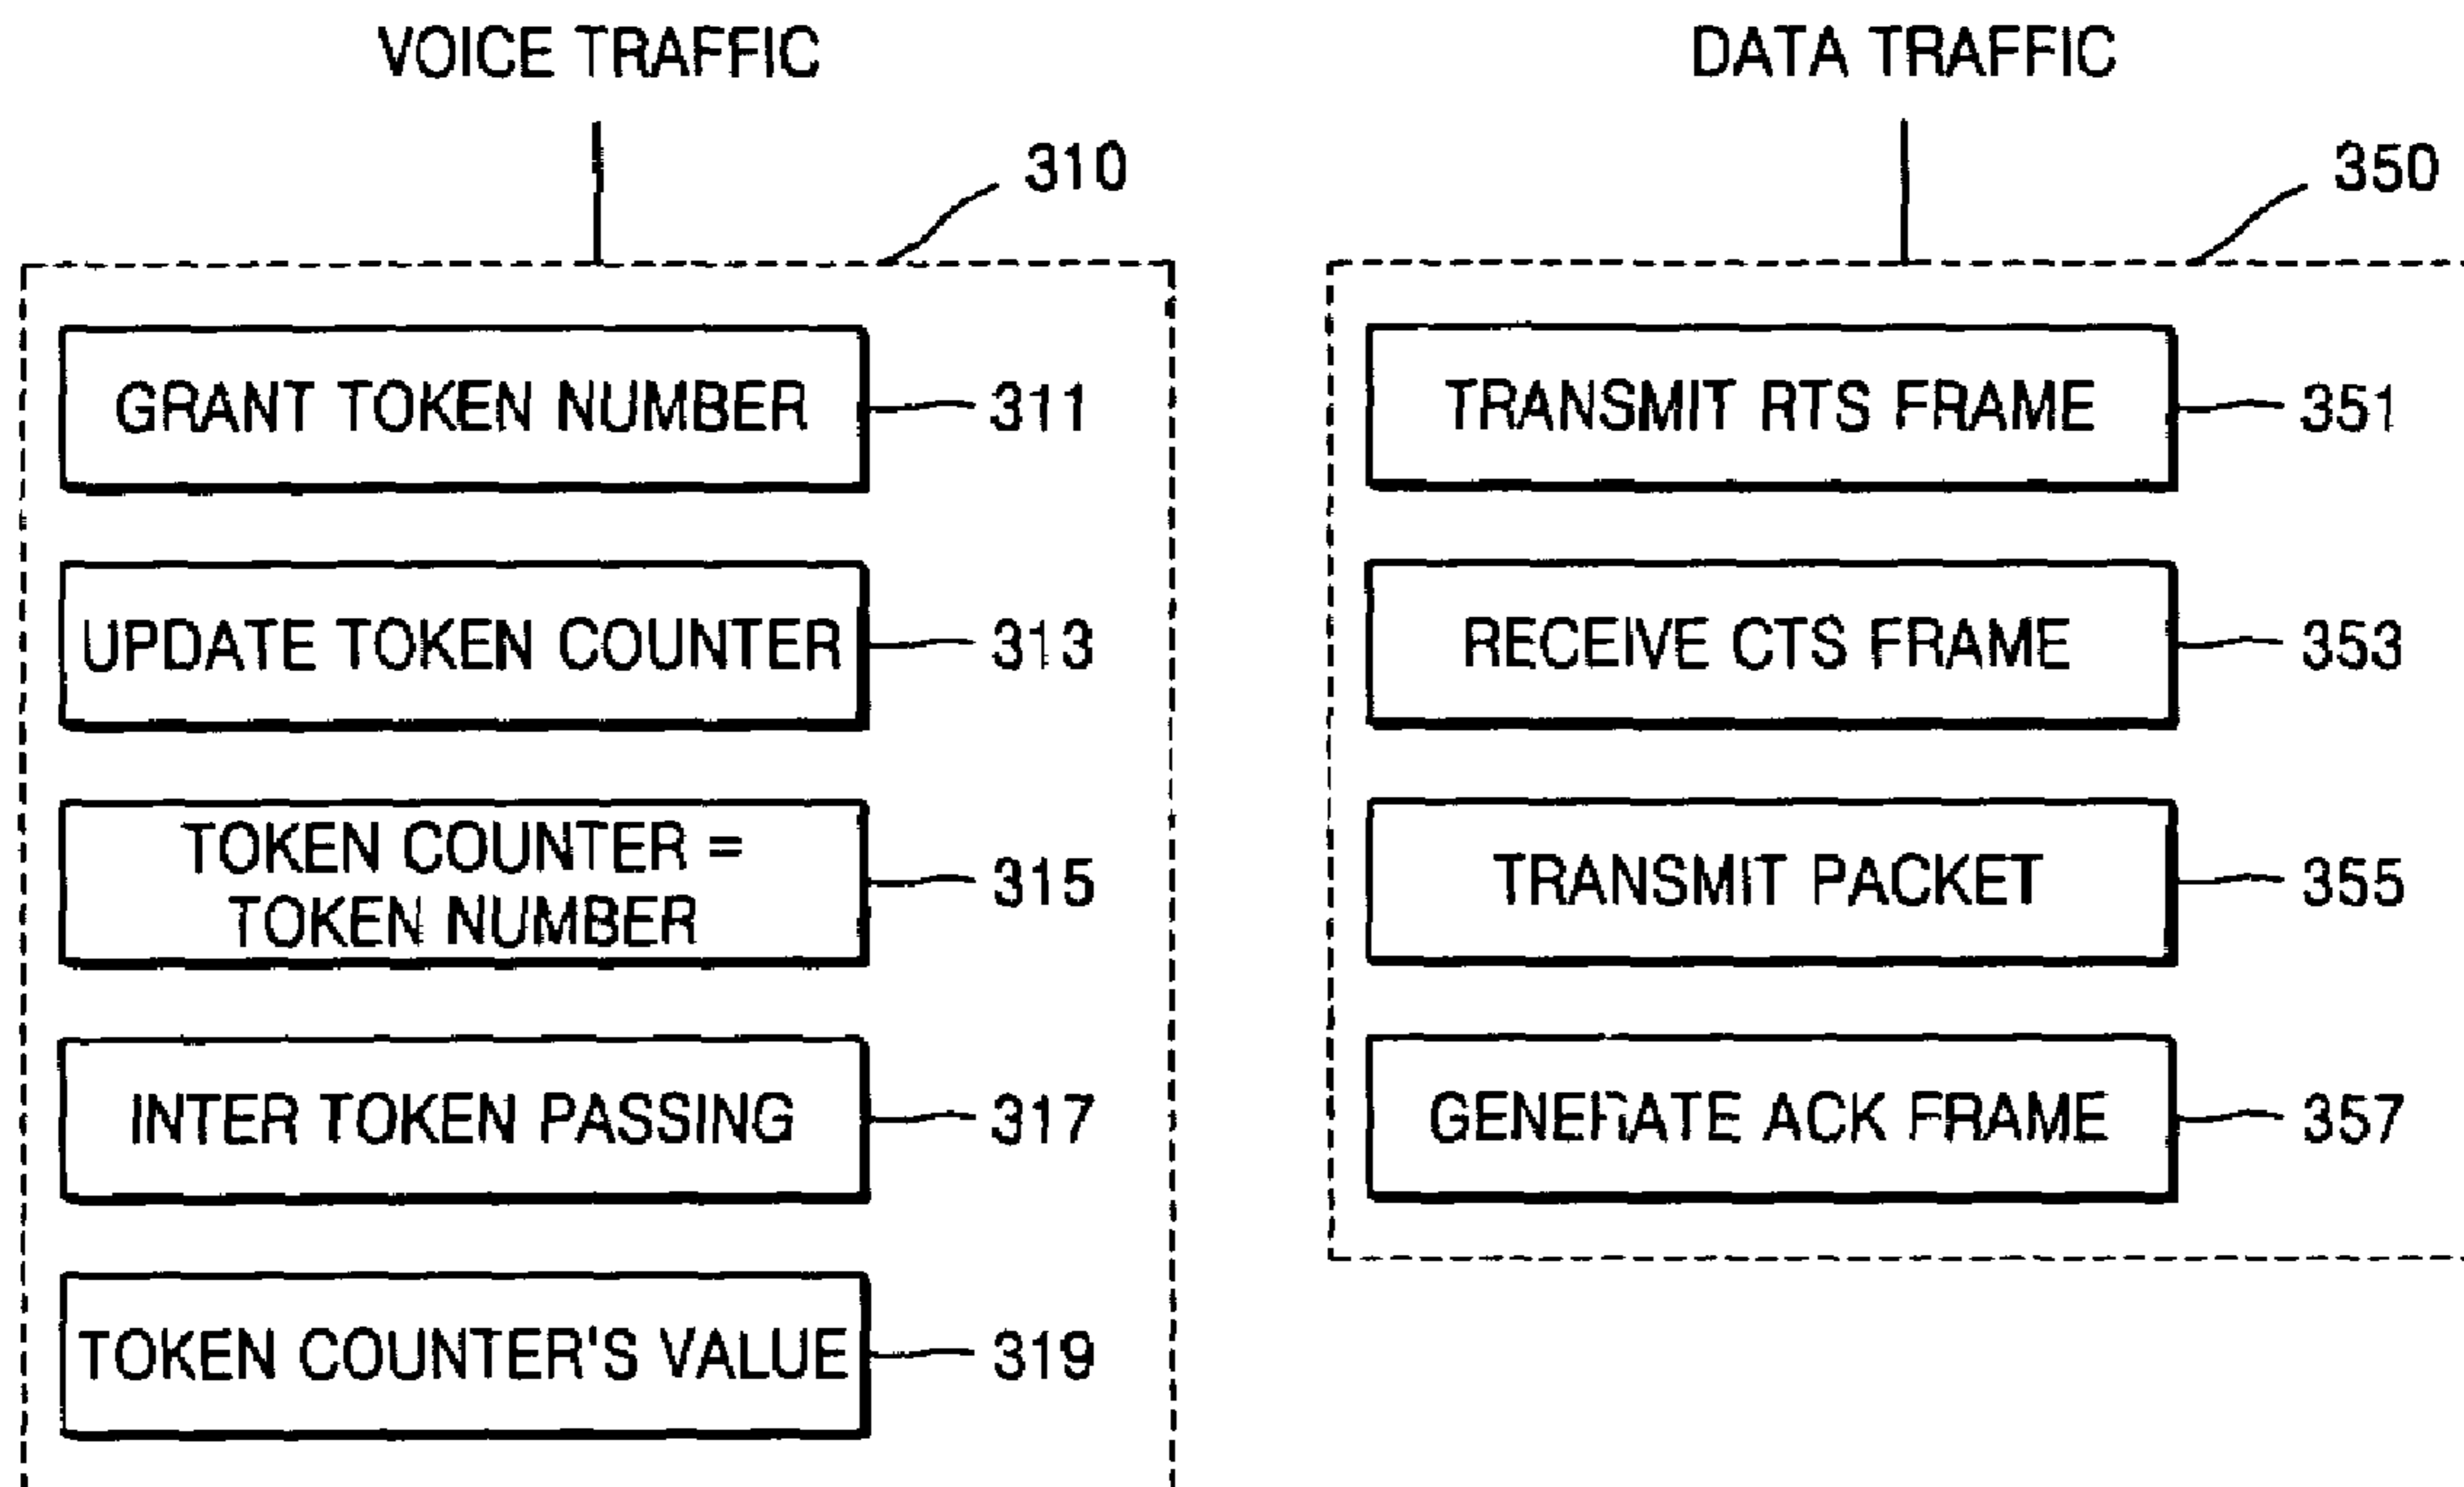 VOICE TRAFFIC
310
GRANT TOKEN NUMBER
311
UPDATE TOKEN COUNTER
313
TOKEN COUNTER =
TOKEN NUMBER
315
INTER TOKEN PASSING
317
TOKEN COUNTER'S VALUE
319
DATA TRAFFIC
350
TRANSMIT RTS FRAME
351
RECEIVE CTS FRAME
353
TRANSMIT PACKET
355
GENERATE ACK FRAME
357